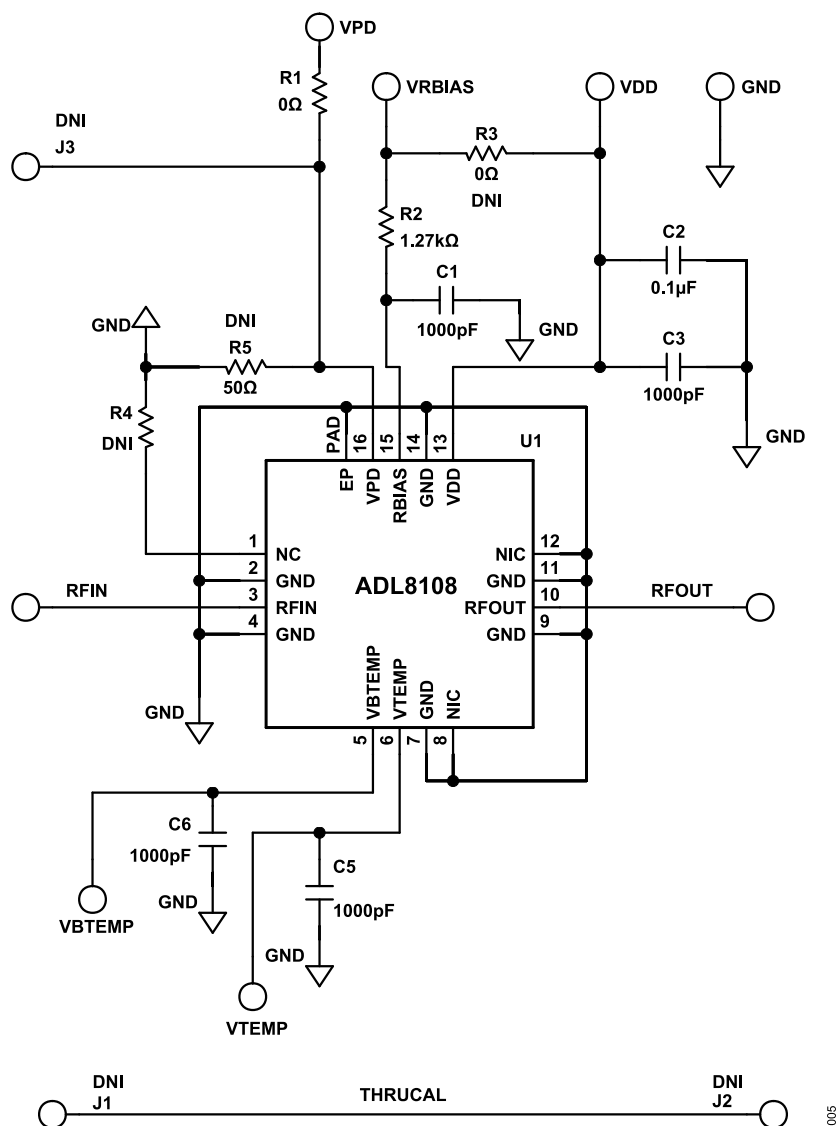 VPD
R1
0Ω
VRBIAS
VDD
GND
DNI
J3
R3
0Ω
DNI
R2
1.27kΩ
C2
0.1µF
C1
1000pF
GND
C3
1000pF
GND
GND
DNI
R5
50Ω
R4
DNI
PAD
16
15
14
13
U1
EP
VPD
RBIAS
GND
VDD
1
NC
2
GND
3
RFIN
4
GND
12
NIC
11
GND
10
RFOUT
9
GND
ADL8108
RFIN
RFOUT
VBTEMP
VTEMP
GND
NIC
5
6
7
8
GND
C6
1000pF
GND
VBTEMP
C5
1000pF
GND
VTEMP
DNI
J1
THRUCAL
DNI
J2
005